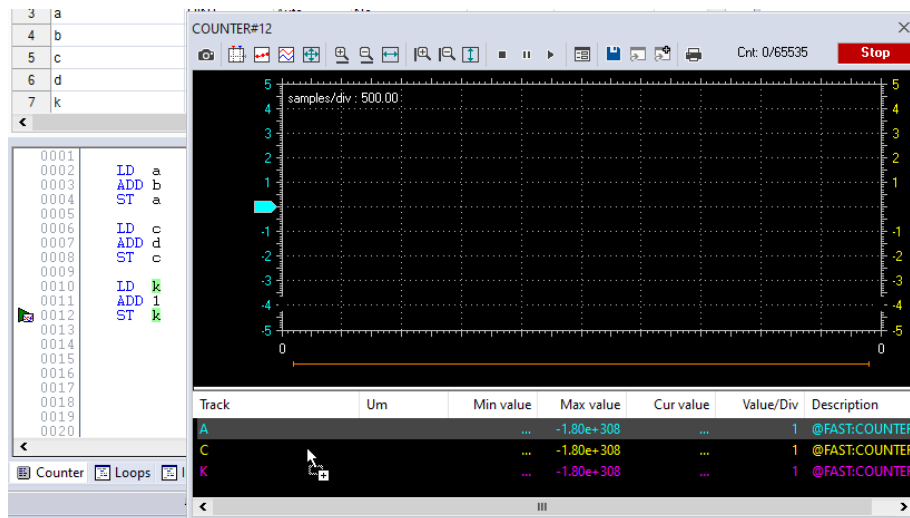 3 a
4 b
5 c
6 d
7 k
COUNTER#12
Cnt: 0/65535
Stop
samples/div : 500.00
5 5
4 4
3 3
2 2
1 1
-1 -1
-2 -2
-3 -3
-4 -4
-5 -5
0 0
0001
0002 LD a
0003 ADD b
0004 ST a
0005
0006 LD c
0007 ADD d
0008 ST c
0009
0010 LD k
0011 ADD 1
0012 ST k
0013
0014
0015
0016
0017
0018
0019
0020
Counter Loops
Track Um Min value Max value Cur value Value/Div Description
A ... -1.80e+308 ... 1 @FAST:COUNTER
C ... -1.80e+308 ... 1 @FAST:COUNTER
K ... -1.80e+308 ... 1 @FAST:COUNTER